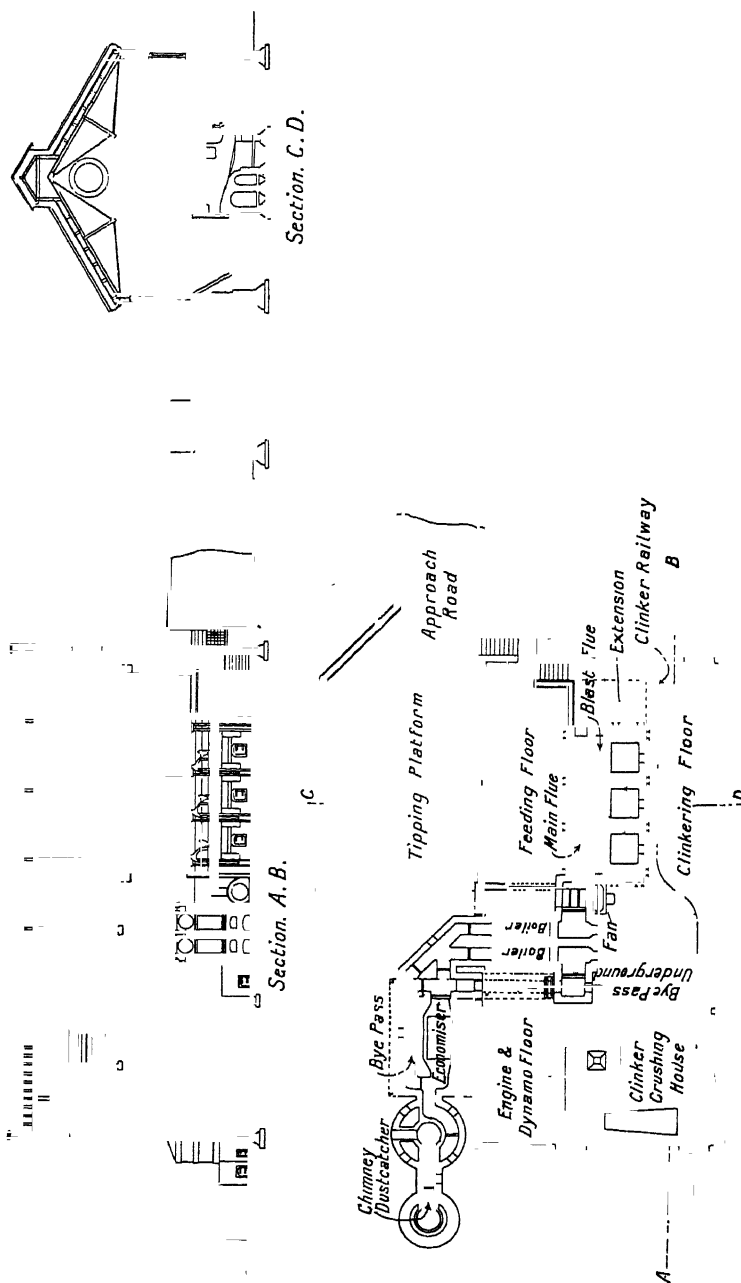 Section. C. D.
Section. A. B.
C
Approach
Road
Tipping Platform
Feeding Floor
Main Flue
Blast Flue
Extension
Clinker Railway
B
Clinkering Floor
D
Boiler
Boiler
Fan
Bye Pass
Underground
Bye Pass
Economiser
Engine &
Dynamo Floor
Clinker
Crushing
House
Chimney
Dustcatcher
A